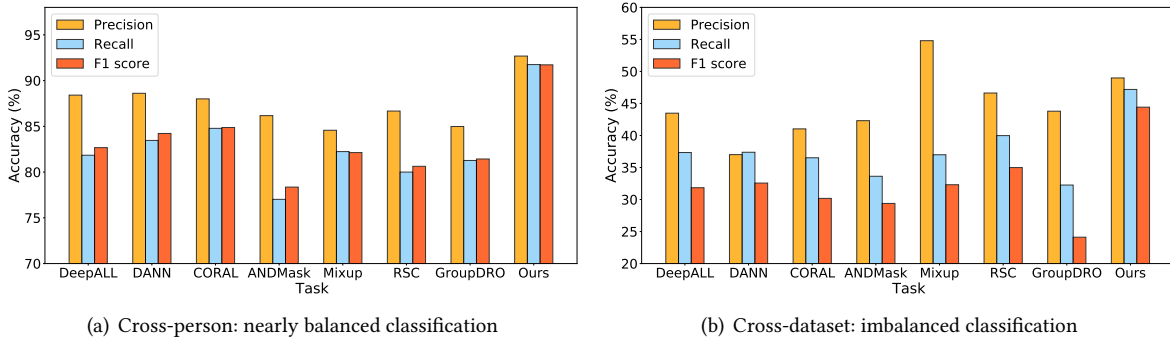 Precision
Recall
F1 score
95
90
85
80
75
70
Accuracy (%)
DeepALL DANN CORAL ANDMask Mixup RSC GroupDRO Ours
Task
(a) Cross-person: nearly balanced classification
Precision
Recall
F1 score
60
55
50
45
40
35
30
25
20
Accuracy (%)
DeepALL DANN CORAL ANDMask Mixup RSC GroupDRO Ours
Task
(b) Cross-dataset: imbalanced classification